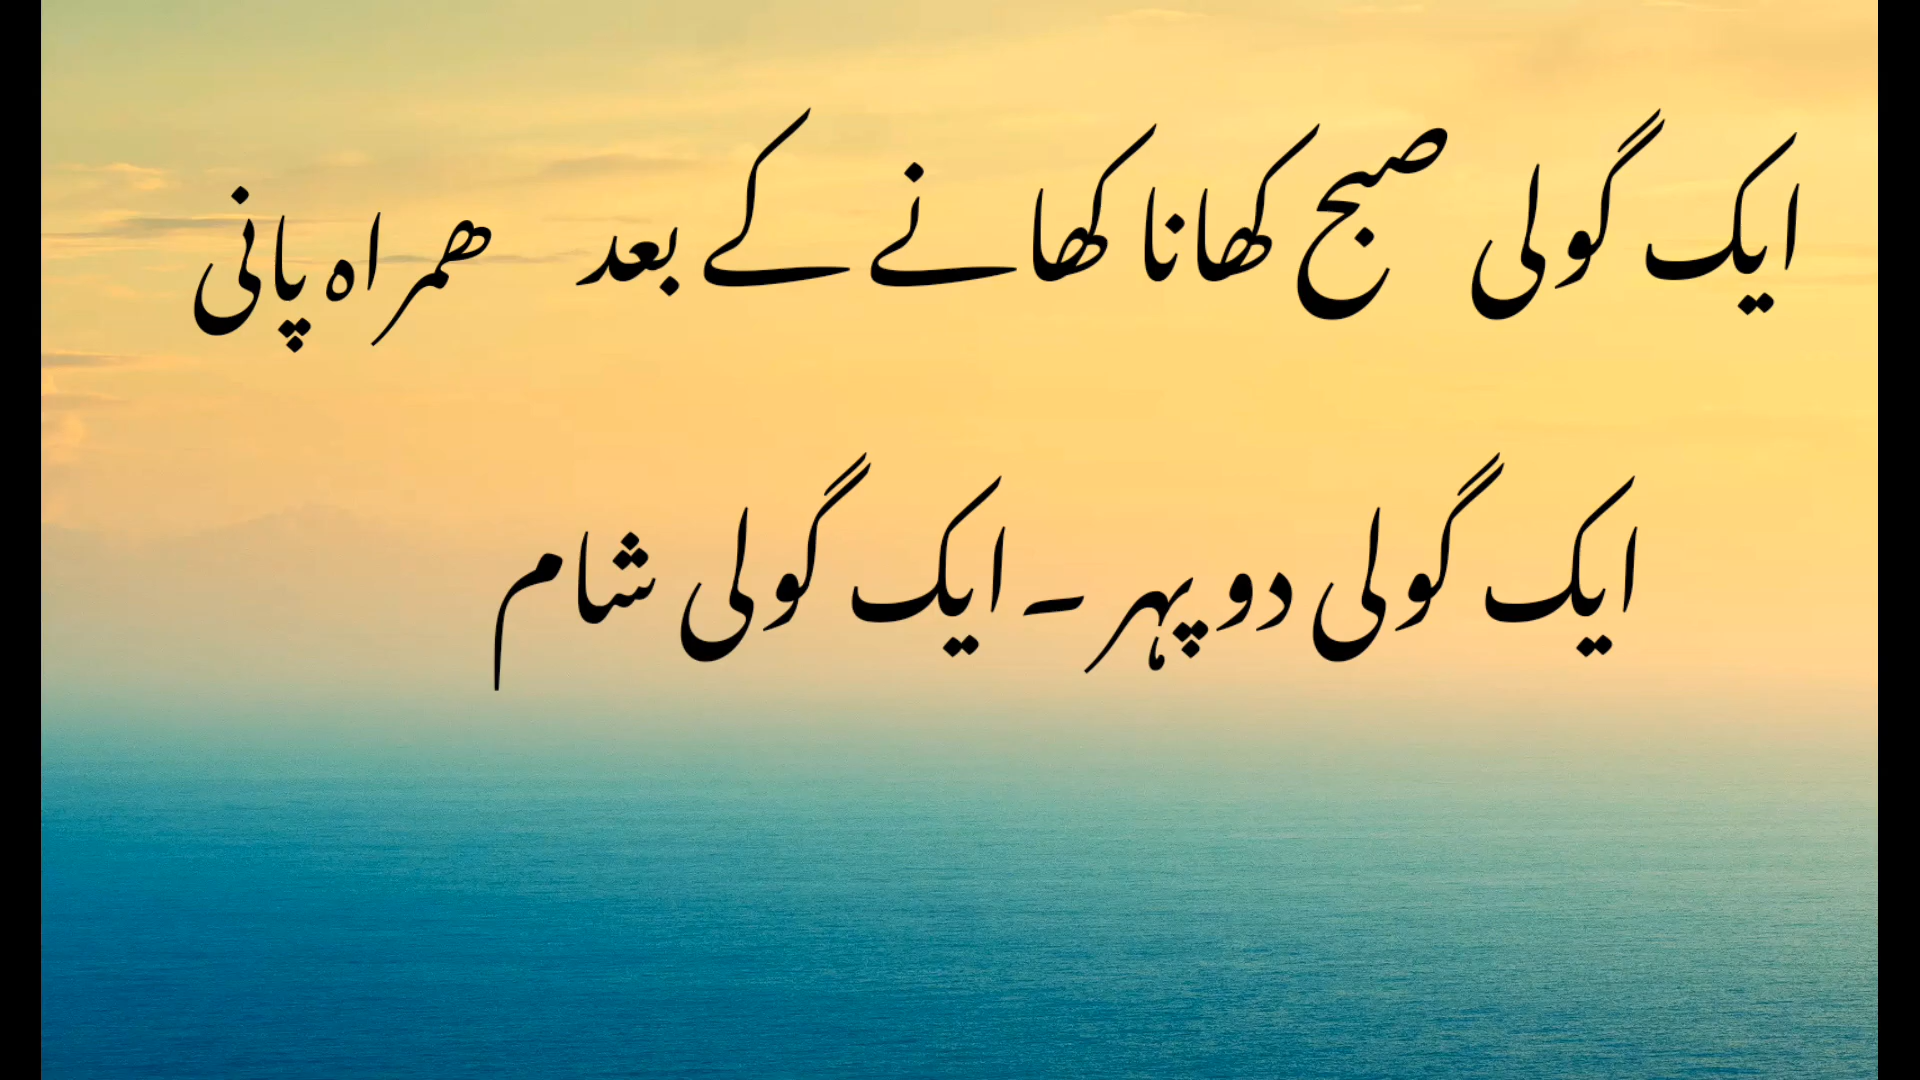 ایک گولی صبح کھانا کھانے کے بعد ھمراہ پانی
ایک گولی دوپہر ۔ ایک گولی شام